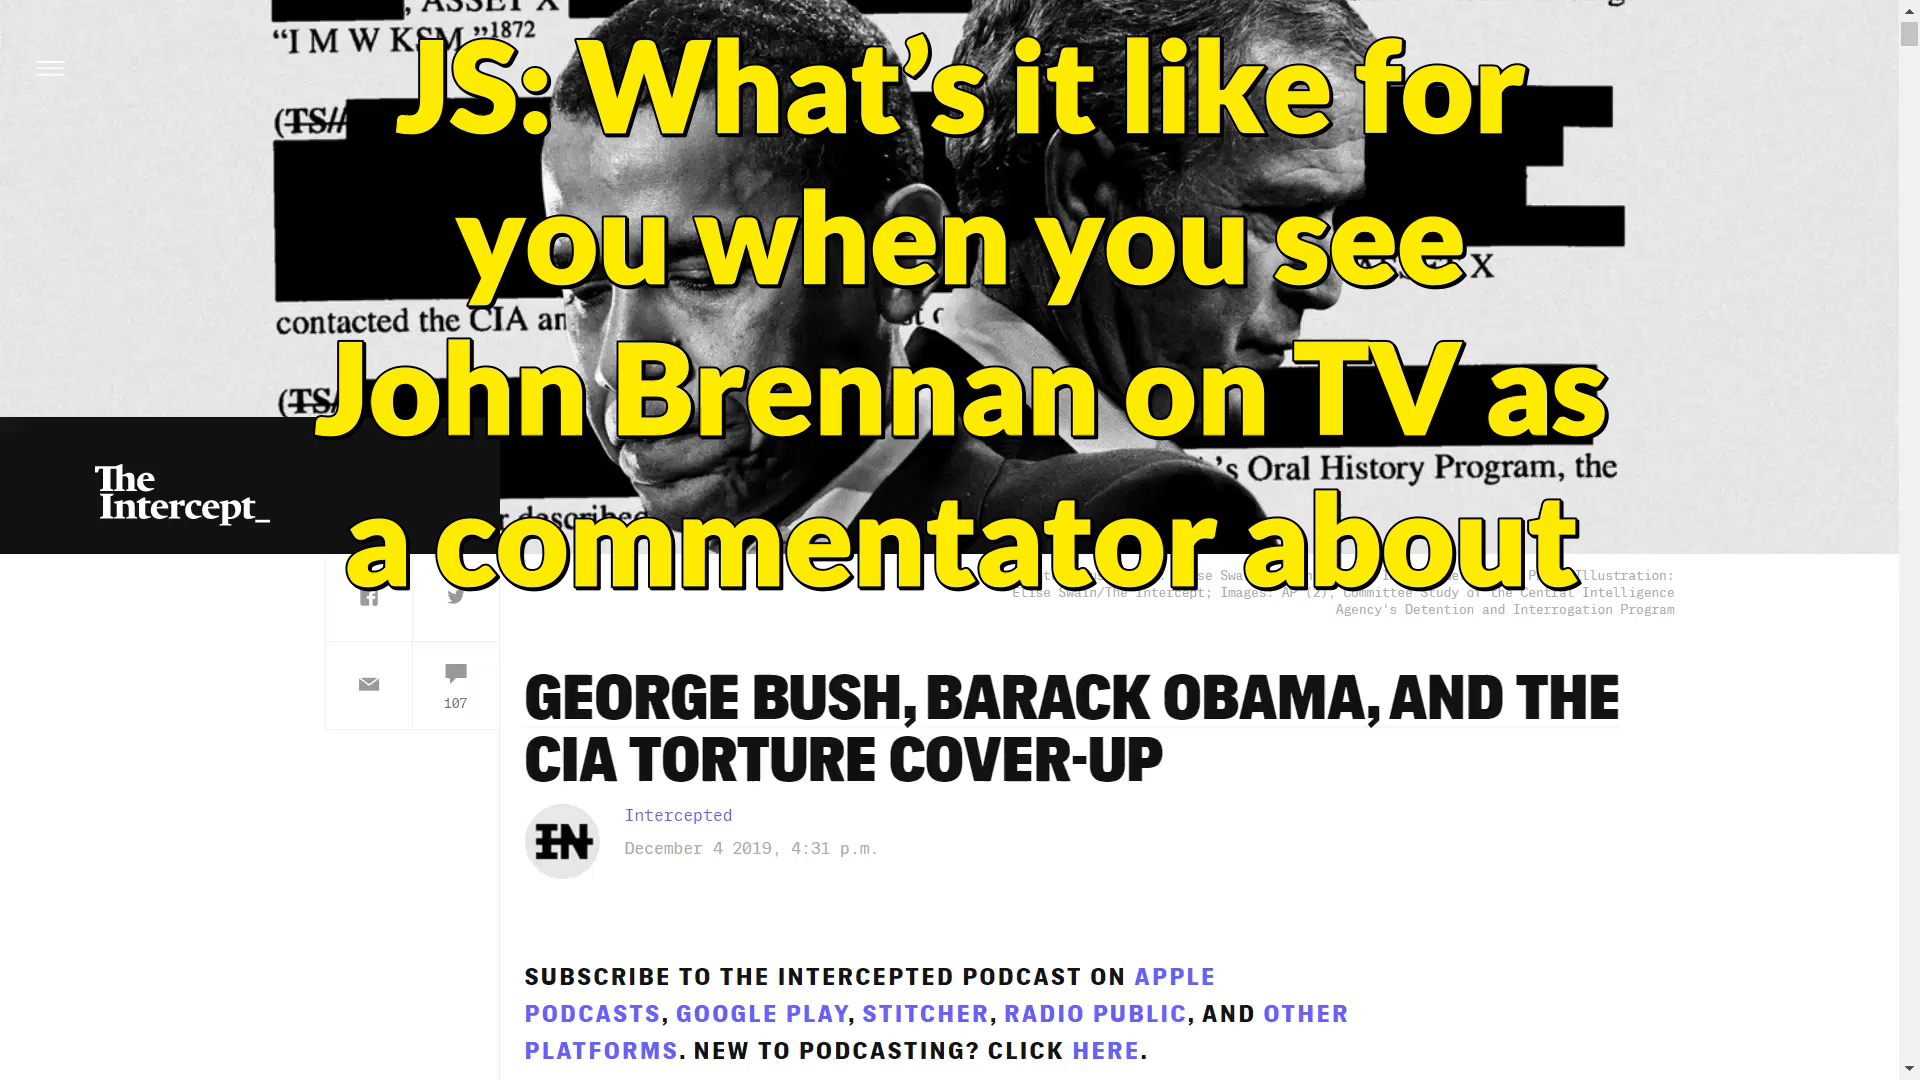 , ASSET X
“I M W KSM.”1872
JS: What’s it like for
(TS//
you when you see
X
contacted the CIA an
John Brennan on TV as
(TS/
The
Intercept_
's Oral History Program, the
r described
a commentator about
Illustration:
Elise Swain/The Intercept; Images: AP (2), Committee Study of the Central Intelligence
Agency's Detention and Interrogation Program
107
GEORGE BUSH, BARACK OBAMA, AND THE
CIA TORTURE COVER-UP
IN
Intercepted
December 4 2019, 4:31 p.m.
SUBSCRIBE TO THE INTERCEPTED PODCAST ON APPLE
PODCASTS, GOOGLE PLAY, STITCHER, RADIO PUBLIC, AND OTHER
PLATFORMS. NEW TO PODCASTING? CLICK HERE.